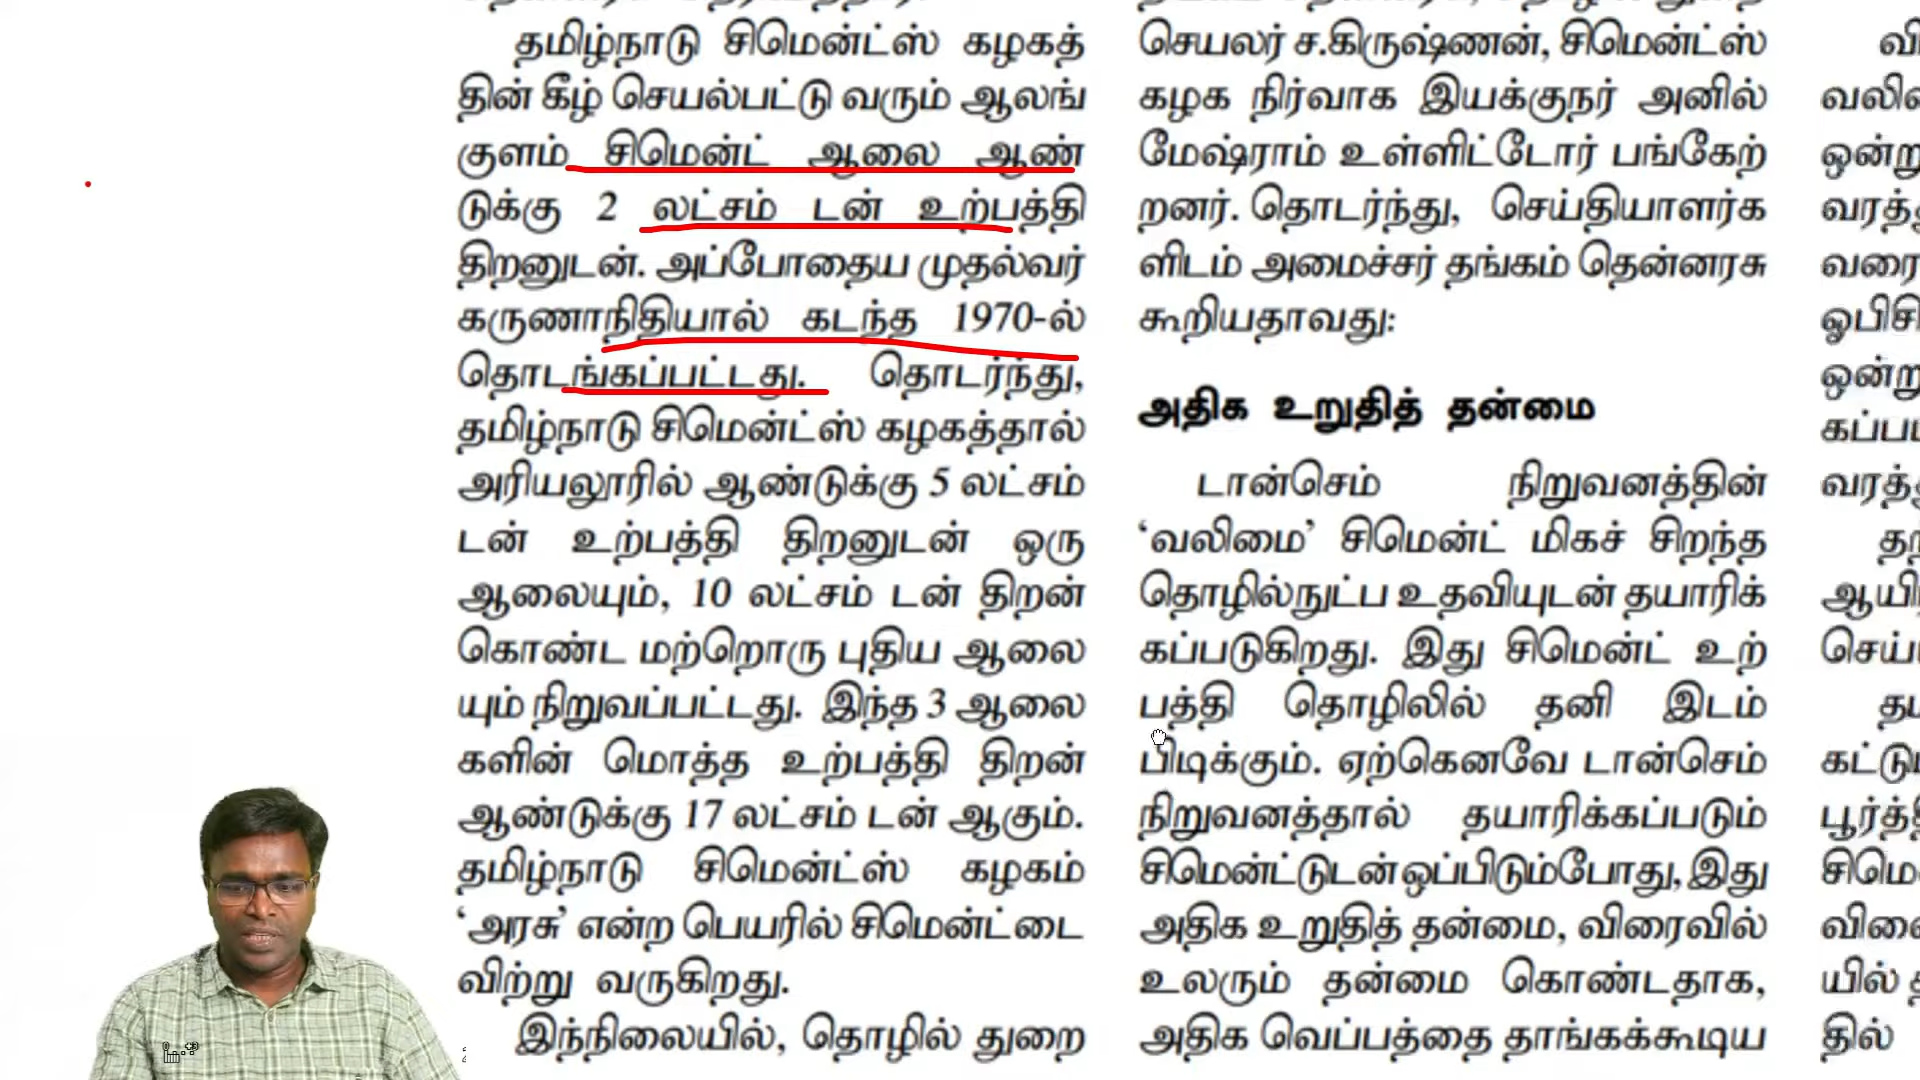 தமிழ்நாடு சிமென்ட்ஸ் கழகத்
தின் கீழ் செயல்பட்டு வரும் ஆலங்
குளம் சிமென்ட் ஆலை ஆண்
டுக்கு 2 லட்சம் டன் உற்பத்தி
திறனுடன். அப்போதைய முதல்வர்
கருணாநிதியால் கடந்த 1970-ல்
தொடங்கப்பட்டது. தொடர்ந்து,
தமிழ்நாடு சிமென்ட்ஸ் கழகத்தால்
அரியலூரில் ஆண்டுக்கு 5 லட்சம்
டன் உற்பத்தி திறனுடன் ஒரு
ஆலையும், 10 லட்சம் டன் திறன்
கொண்ட மற்றொரு புதிய ஆலை
யும் நிறுவப்பட்டது. இந்த 3 ஆலை
களின் மொத்த உற்பத்தி திறன்
ஆண்டுக்கு 17 லட்சம் டன் ஆகும்.
தமிழ்நாடு சிமென்ட்ஸ் கழகம்
‘அரசு’ என்ற பெயரில் சிமென்ட்டை
விற்று வருகிறது.
இந்நிலையில், தொழில் துறை
செயலர் ச.கிருஷ்ணன், சிமென்ட்ஸ்
கழக நிர்வாக இயக்குநர் அனில்
மேஷ்ராம் உள்ளிட்டோர் பங்கேற்
றனர். தொடர்ந்து, செய்தியாளர்க
ளிடம் அமைச்சர் தங்கம் தென்னரசு
கூறியதாவது:
அதிக உறுதித் தன்மை
டான்செம் நிறுவனத்தின்
‘வலிமை’ சிமென்ட் மிகச் சிறந்த
தொழில்நுட்ப உதவியுடன் தயாரிக்
கப்படுகிறது. இது சிமென்ட் உற்
பத்தி தொழிலில் தனி இடம்
பிடிக்கும். ஏற்கெனவே டான்செம்
நிறுவனத்தால் தயாரிக்கப்படும்
சிமென்ட்டுடன் ஒப்பிடும்போது, இது
அதிக உறுதித் தன்மை, விரைவில்
உலரும் தன்மை கொண்டதாக,
அதிக வெப்பத்தை தாங்கக்கூடிய